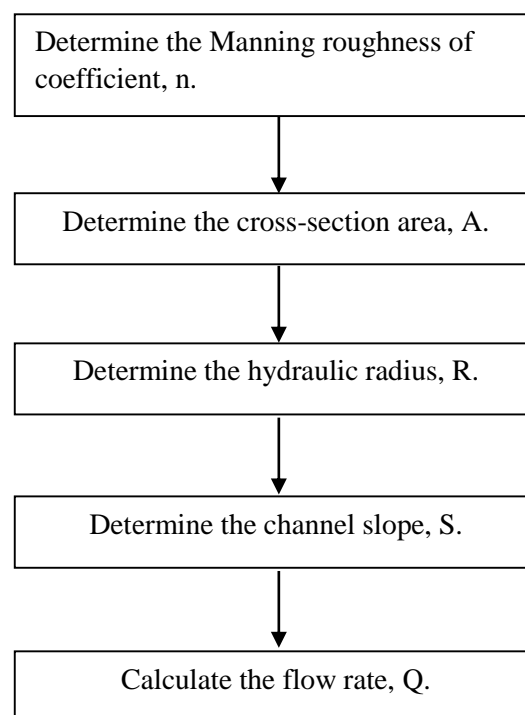 Determine the Manning roughness of
coefficient, n.
Determine the cross-section area, A.
Determine the hydraulic radius, R.
Determine the channel slope, S.
Calculate the flow rate, Q.